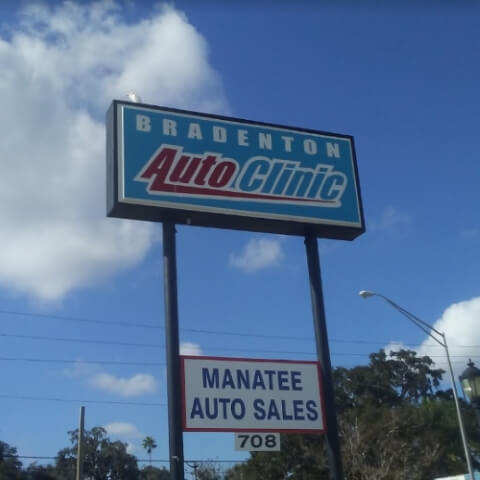 BRADENTON
Auto Clinic
MANATEE
AUTO SALES
708